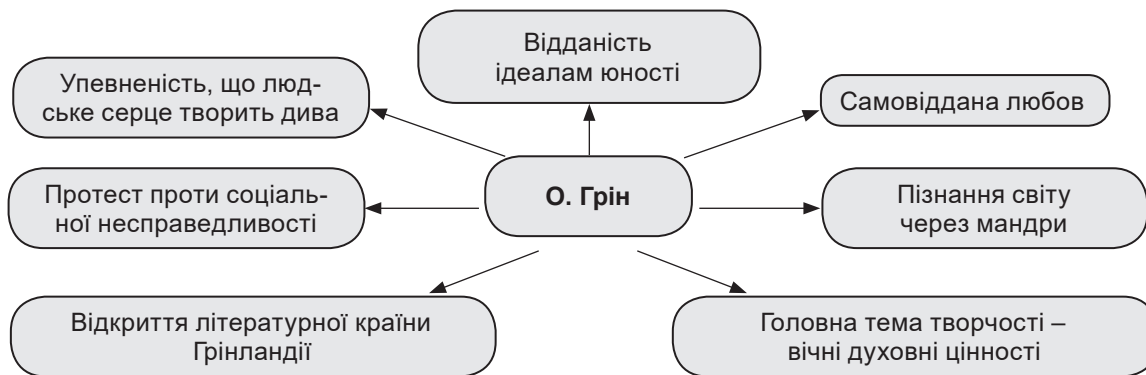 Відданість
ідеалам юності
Упевненість, що люд-
ське серце творить дива
Самовіддана любов
О. Грін
Протест проти соціаль-
ної несправедливості
Пізнання світу
через мандри
Відкриття літературної країни
Грінландії
Головна тема творчості –
вічні духовні цінності